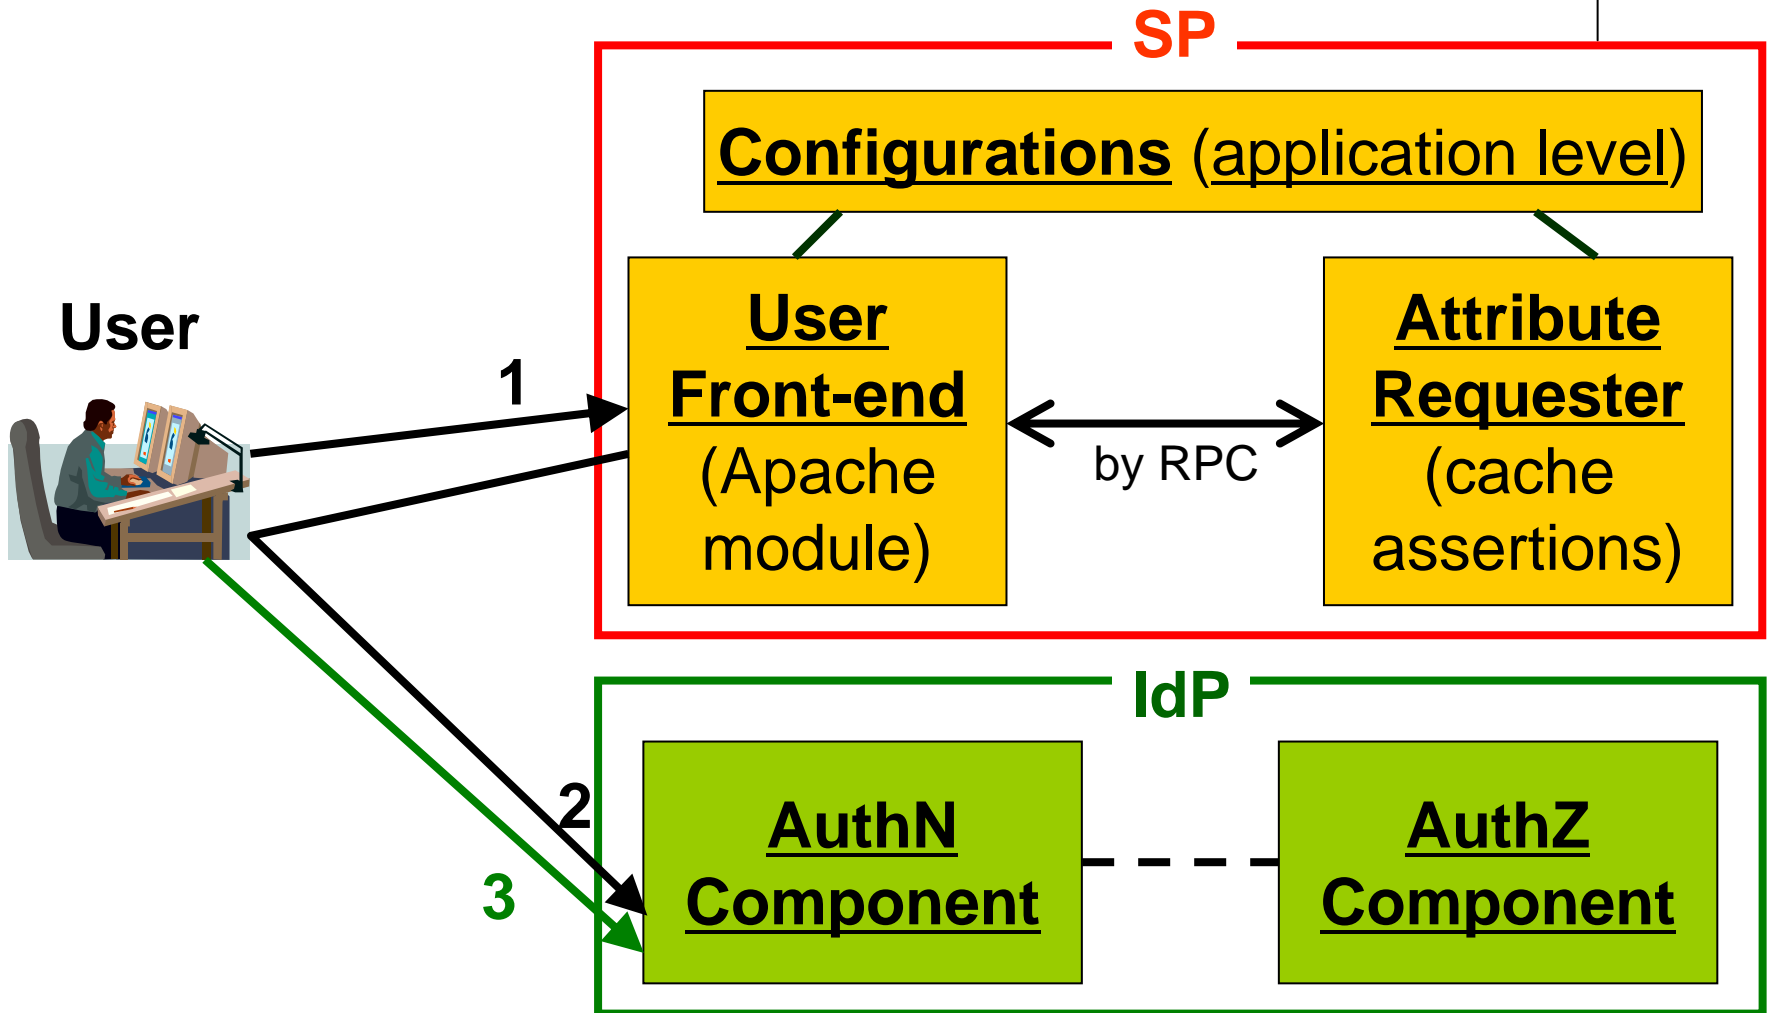 SP
Configurations (application level)
User
User
Front-end
(Apache
module)
by RPC
Attribute
Requester
(cache
assertions)
1
2
3
IdP
AuthN
Component
AuthZ
Component